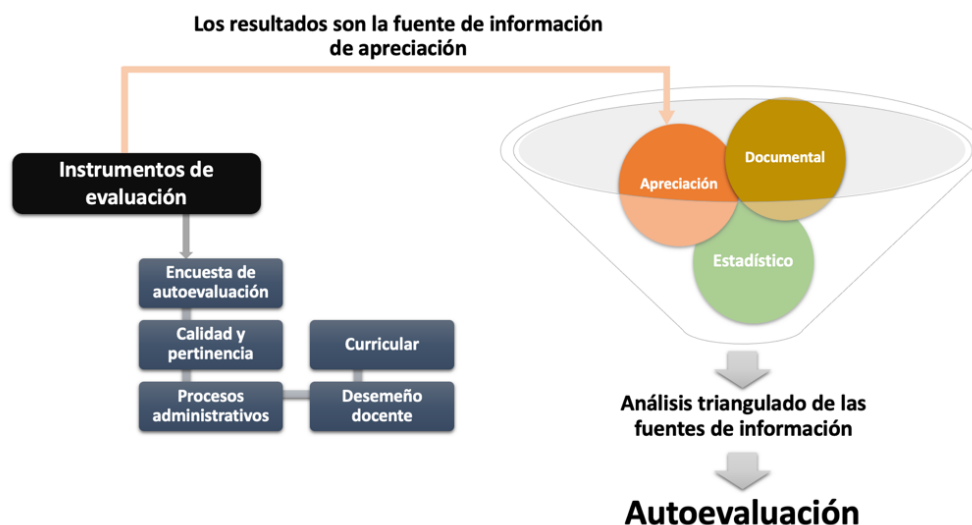 Los resultados son la fuente de información
de apreciación
Instrumentos de
evaluación
Encuesta de
autoevaluación
Calidad y
pertinencia
Procesos
administrativos
Curricular
Desemeño
docente
Apreciación
Documental
Estadístico
Análisis triangulado de las
fuentes de información
Autoevaluación